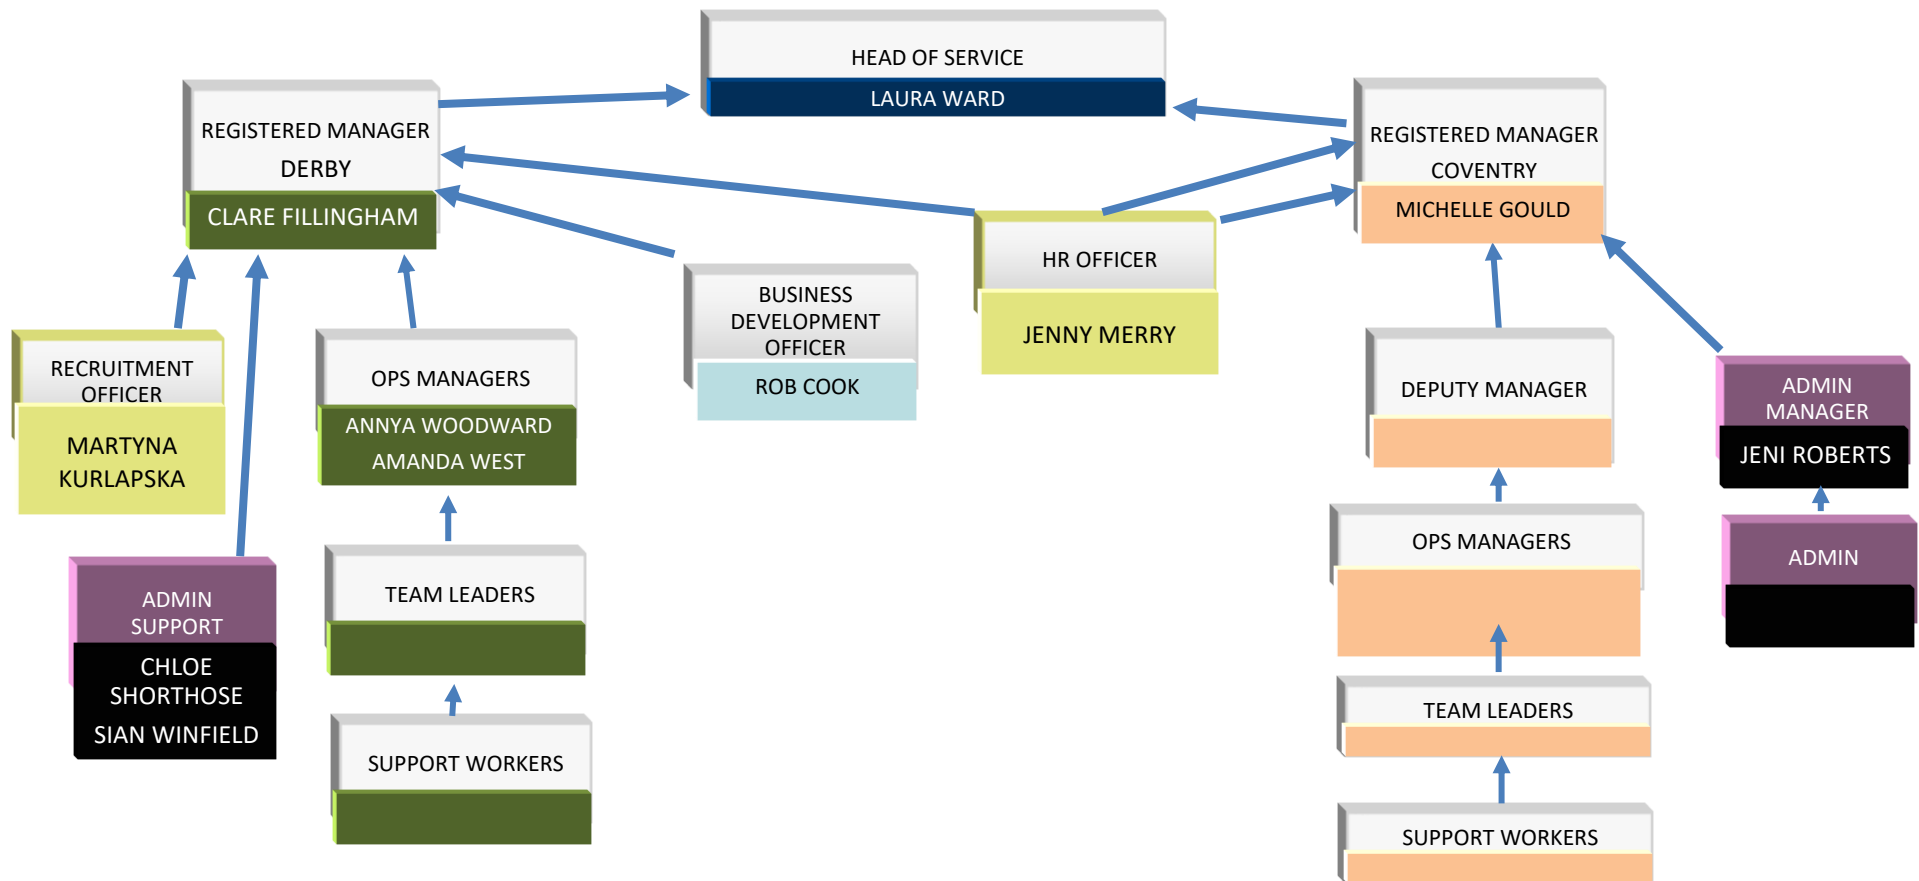 HEAD OF SERVICE
LAURA WARD
REGISTERED MANAGER
DERBY
CLARE FILLINGHAM
REGISTERED MANAGER
COVENTRY
MICHELLE GOULD
HR OFFICER
JENNY MERRY
BUSINESS
DEVELOPMENT
OFFICER
ROB COOK
RECRUITMENT
OFFICER
MARTYNA
KURLAPSKA
OPS MANAGERS
ANNYA WOODWARD
AMANDA WEST
DEPUTY MANAGER
ADMIN
MANAGER
JENI ROBERTS
OPS MANAGERS
ADMIN
ADMIN
SUPPORT
CHLOE
SHORTHOSE
SIAN WINFIELD
TEAM LEADERS
TEAM LEADERS
SUPPORT WORKERS
SUPPORT WORKERS